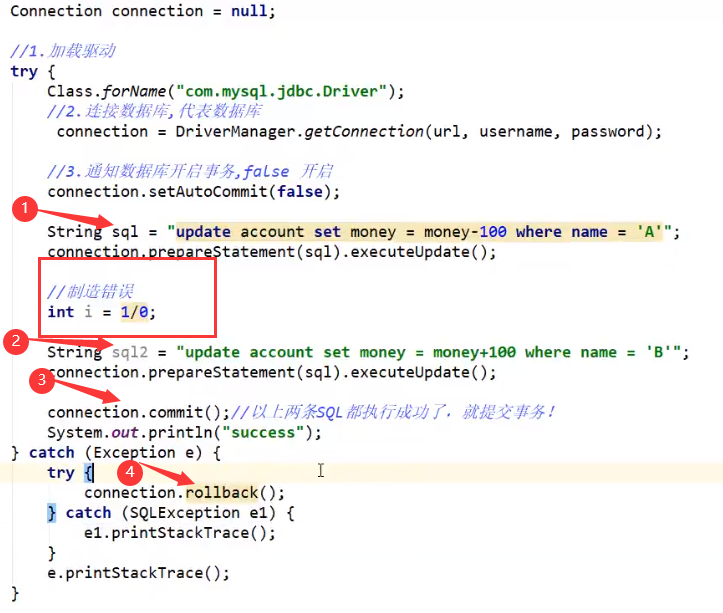 Connection connection = null;
//1.加载驱动
try {
Class.forName("com.mysql.jdbc.Driver");
//2.连接数据库,代表数据库
connection = DriverManager.getConnection(url, username, password);
//3.通知数据库开启事务,false 开启
connection.setAutoCommit(false);
1
String sql = "update account set money = money-100 where name = 'A'";
connection.prepareStatement(sql).executeUpdate();
//制造错误
int i = 1/0;
2
String sql2 = "update account set money = money+100 where name = 'B'";
connection.prepareStatement(sql).executeUpdate();
3
connection.commit();//以上两条SQL都执行成功了，就提交事务！
System.out.println("success");
} catch (Exception e) {
try {
4
connection.rollback();
} catch (SQLException e1) {
e1.printStackTrace();
}
e.printStackTrace();
}